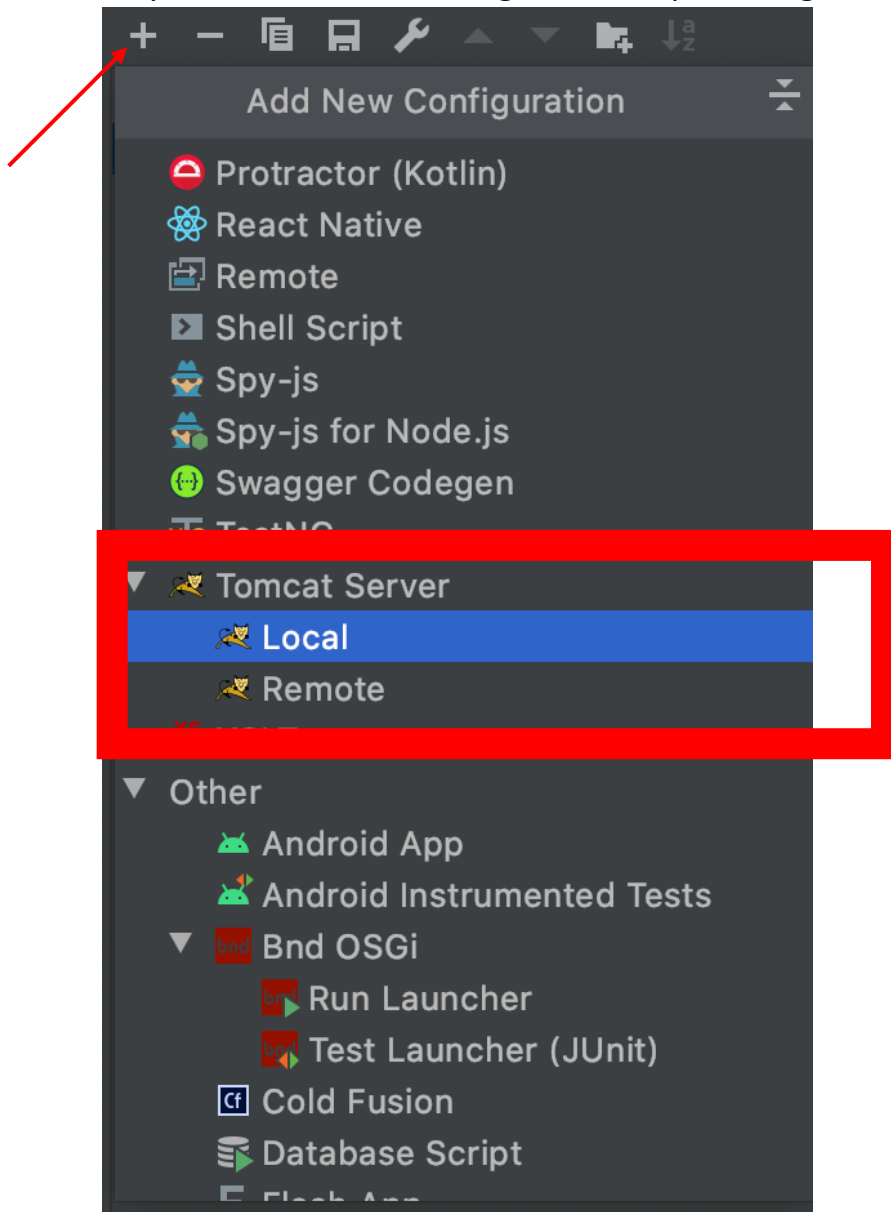 Add New Configuration
Protractor (Kotlin)
React Native
Remote
Shell Script
Spy-js
Spy-js for Node.js
Swagger Codegen
Tomcat Server
Local
Remote
Other
Android App
Android Instrumented Tests
bnd Bnd OSGi
Run Launcher
Test Launcher (JUnit)
Cf Cold Fusion
Database Script